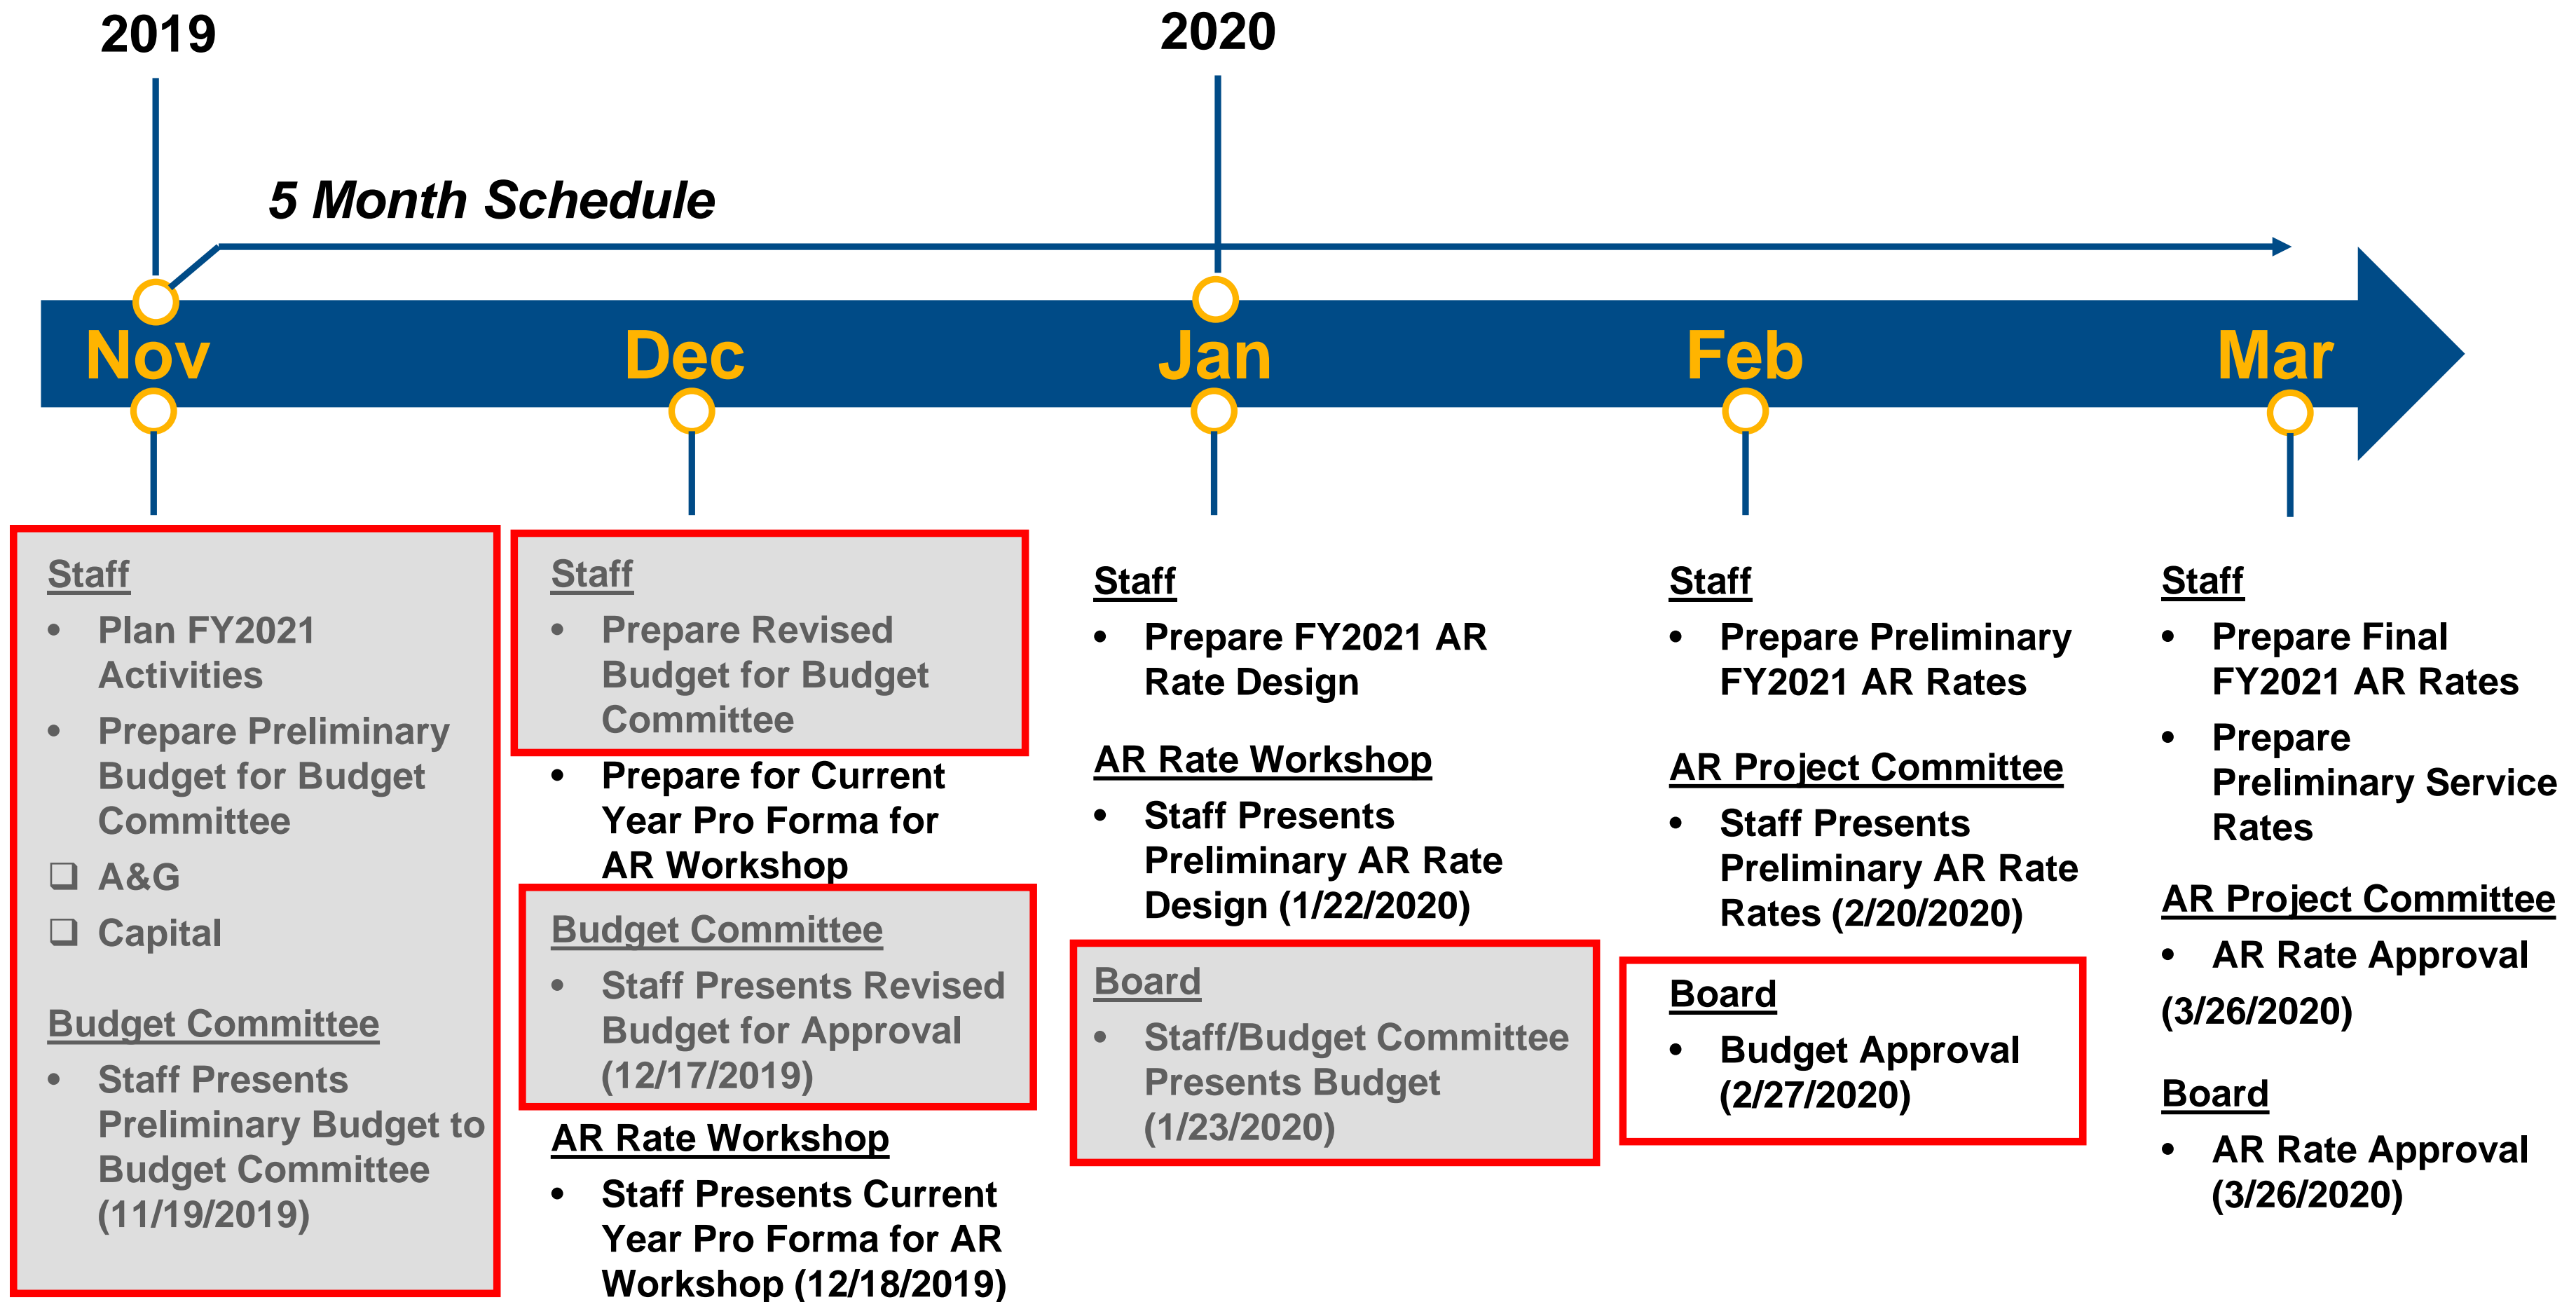 2019
2020
5 Month Schedule
Nov
Dec
Jan
Feb
Mar
Staff
• Plan FY2021
Activities
• Prepare Preliminary
Budget for Budget
Committee
❑ A&G
❑ Capital
Budget Committee
• Staff Presents
Preliminary Budget to
Budget Committee
(11/19/2019)
Staff
• Prepare Revised
Budget for Budget
Committee
• Prepare for Current
Year Pro Forma for
AR Workshop
Budget Committee
• Staff Presents Revised
Budget for Approval
(12/17/2019)
AR Rate Workshop
• Staff Presents Current
Year Pro Forma for AR
Workshop (12/18/2019)
Staff
• Prepare FY2021 AR
Rate Design
AR Rate Workshop
• Staff Presents
Preliminary AR Rate
Design (1/22/2020)
Board
• Staff/Budget Committee
Presents Budget
(1/23/2020)
Staff
• Prepare Preliminary
FY2021 AR Rates
AR Project Committee
• Staff Presents
Preliminary AR Rate
Rates (2/20/2020)
Board
• Budget Approval
(2/27/2020)
Staff
• Prepare Final
FY2021 AR Rates
• Prepare
Preliminary Service
Rates
AR Project Committee
• AR Rate Approval
(3/26/2020)
Board
• AR Rate Approval
(3/26/2020)